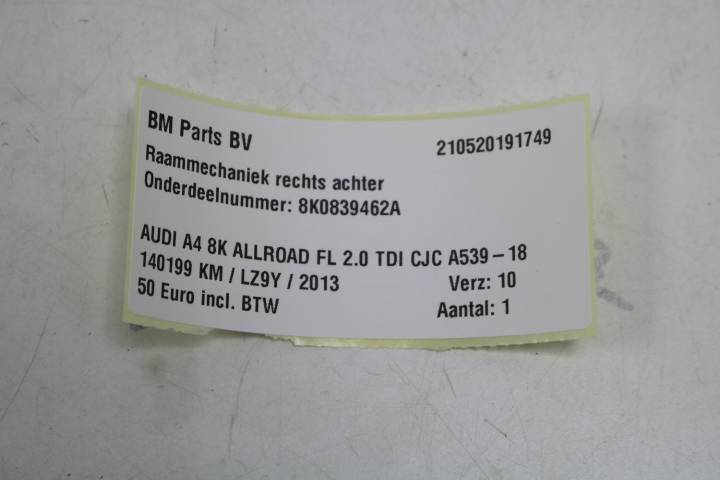 BM Parts BV 210520191749
Raammechaniek rechts achter
Onderdeelnummer: 8K0839462A
AUDI A4 8K ALLROAD FL 2.0 TDI CJC A539-18
140199 KM / LZ9Y / 2013 Verz: 10
50 Euro incl. BTW Aantal: 1